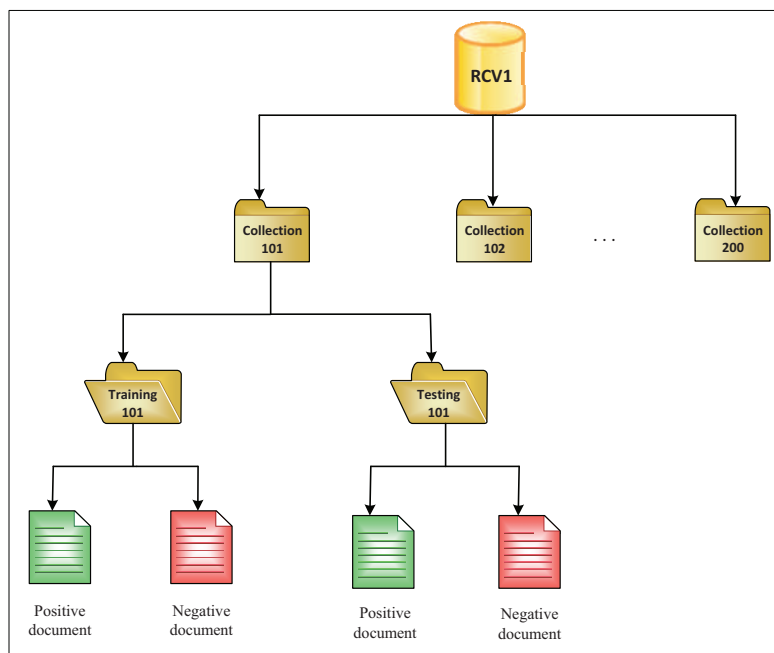 RCV1
Collection
101
Collection
102
. . .
Collection
200
Training
101
Testing
101
Positive
document
Negative
document
Positive
document
Negative
document